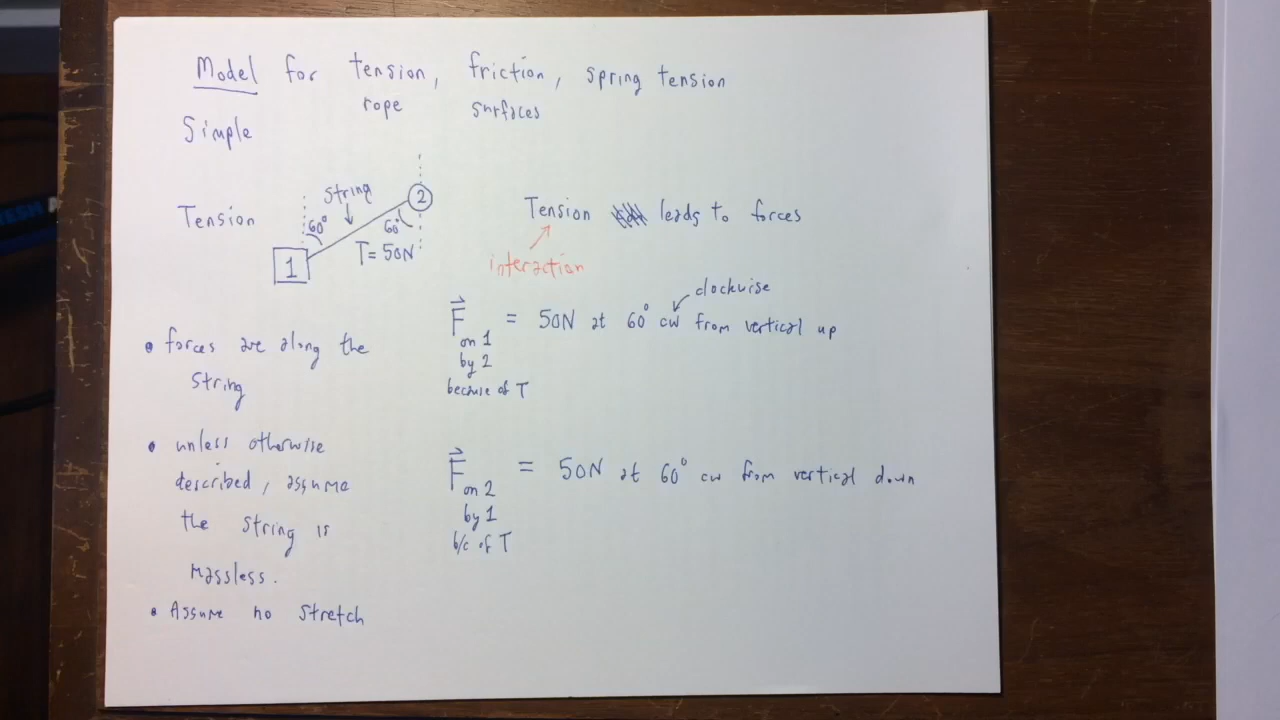 Model for tension, friction, spring tension
rope surfaces
Simple
Tension
string
2
60°
60°
1
T = 50N
Tension leads to forces
interaction
clockwise
F = 50N at 60° cw from vertical up
on 1
by 2
because of T
• forces are along the
string
• unless otherwise
described, assume
the string is
massless.
• Assume no stretch
F = 50N at 60° cw from vertical down
on 2
by 1
b/c of T